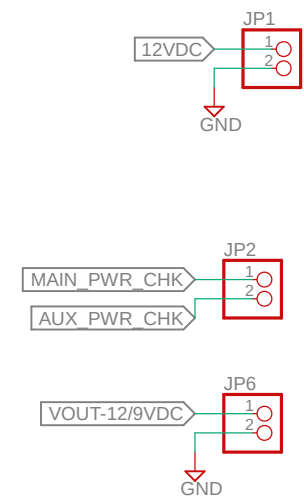 JP1
12VDC
1
2
GND
JP2
MAIN_PWR_CHK
1
2
AUX_PWR_CHK
JP6
VOUT-12/9VDC
1
2
GND